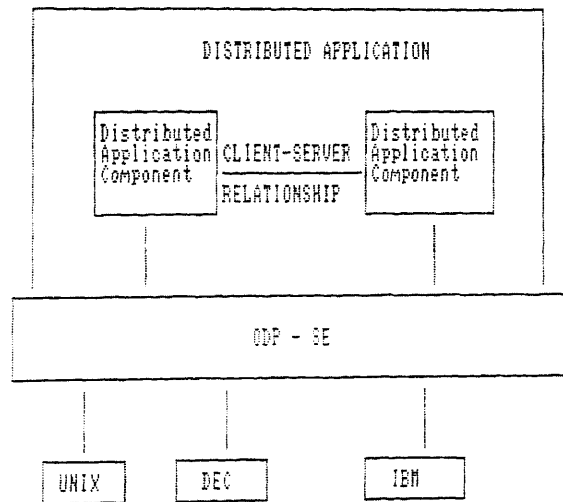 DISTRIBUTED APPLICATION
Distributed
Application
Component
CLIENT-SERVER
RELATIONSHIP
Distributed
Application
Component
ODP - SE
UNIX
DEC
IBM